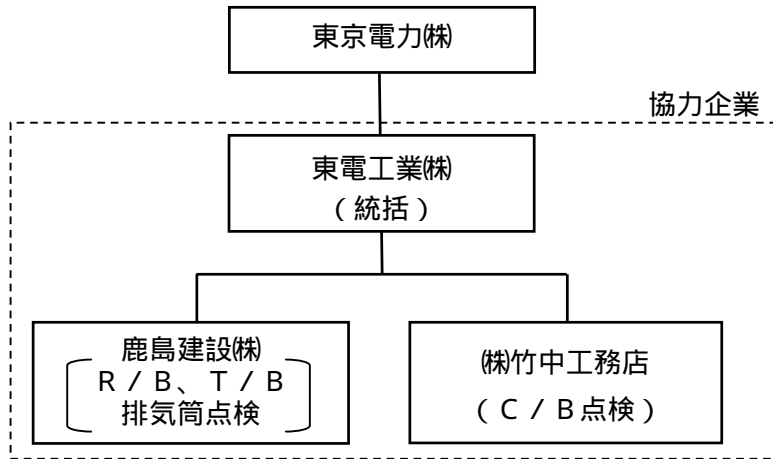 東京電力㈱
協力企業
東電工業㈱
(統括)
鹿島建設㈱
R/B、T/B
排気筒点検
㈱竹中工務店
(C/B点検)